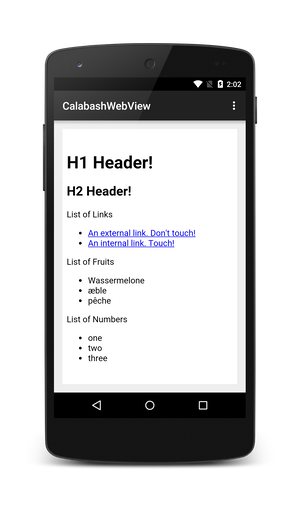 2:02
CalabashWebView
H1 Header!
H2 Header!
List of Links
An external link. Don't touch!
An internal link. Touch!
List of Fruits
Wassermelone
æble
pêche
List of Numbers
one
two
three